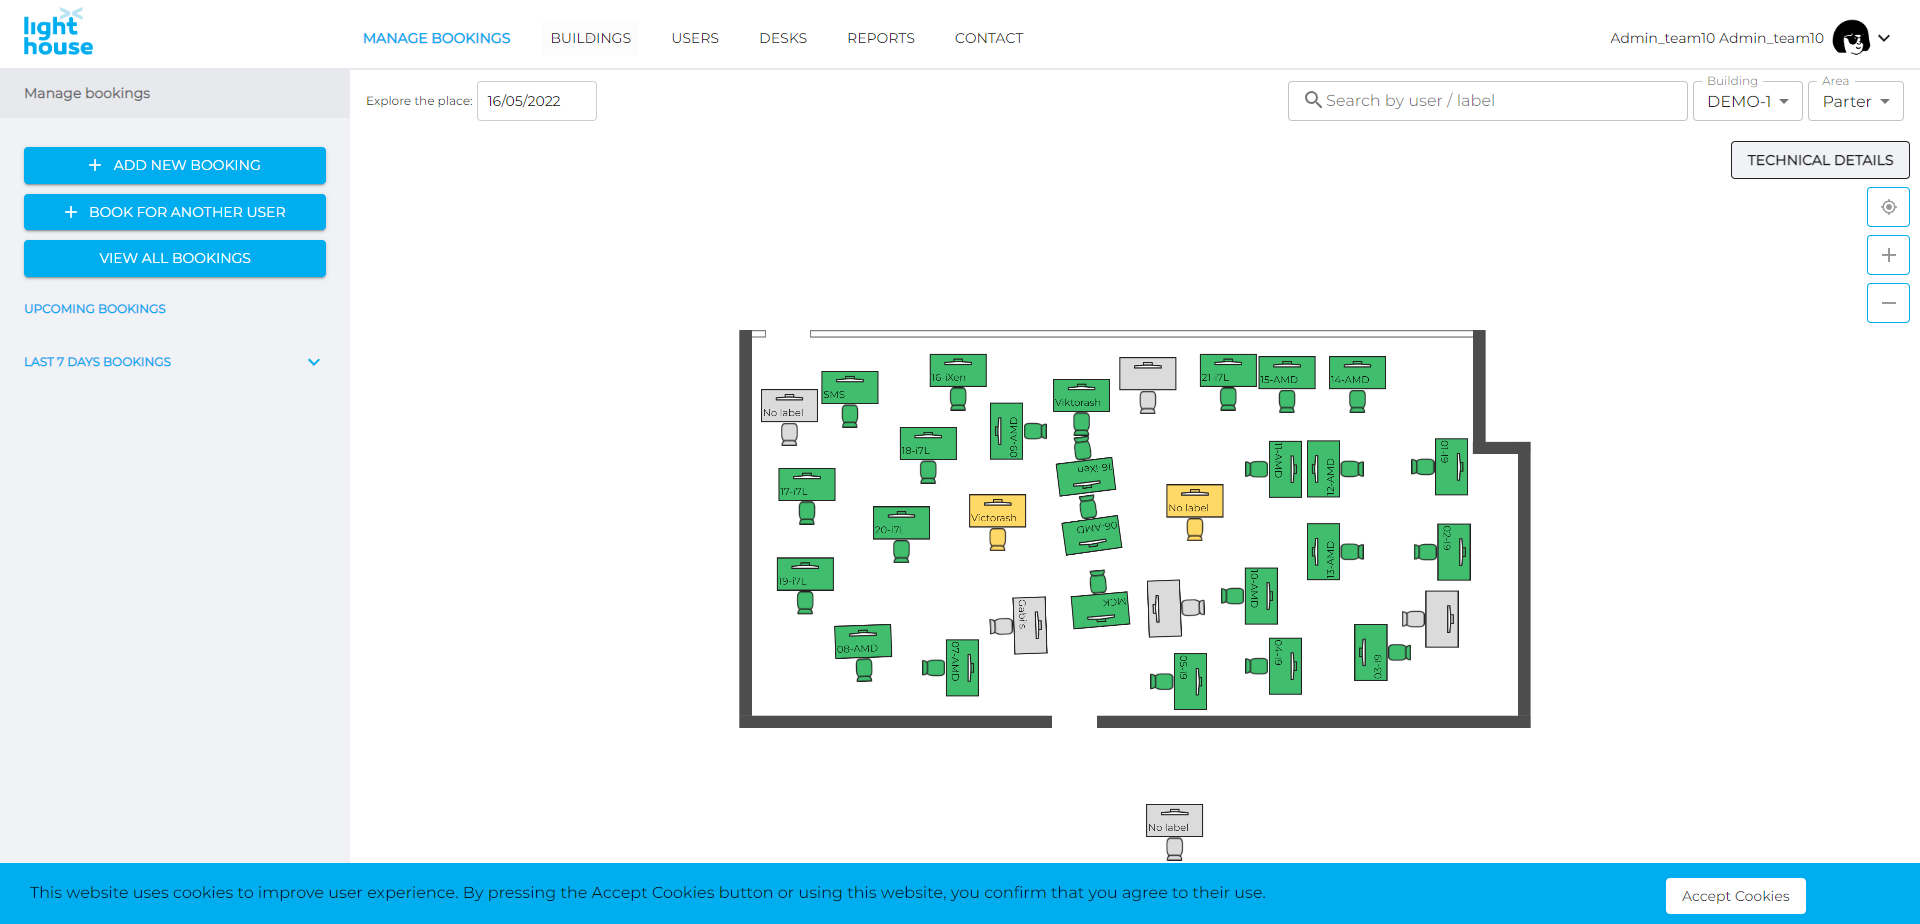 light
house
MANAGE BOOKINGS
BUILDINGS
USERS
DESKS
REPORTS
CONTACT
Admin_team10 Admin_team10
Manage bookings
Explore the place:
16/05/2022
Search by user / label
Building
DEMO-1
Area
Parter
+ ADD NEW BOOKING
+ BOOK FOR ANOTHER USER
VIEW ALL BOOKINGS
UPCOMING BOOKINGS
LAST 7 DAYS BOOKINGS
TECHNICAL DETAILS
No label
SMS
16-iXen
Viktorash
21-i7L
15-AMD
14-AMD
18-i7L
09-AMD
16-iXen
11-AMD
12-AMD
01-i9
17-i7L
20-i7L
Victorash
06-AMD
No label
13-AMD
02-i9
19-i7L
Gabi's
MCK
10-AMD
08-AMD
07-AMD
05-i9
04-i9
03-i9
No label
This website uses cookies to improve user experience. By pressing the Accept Cookies button or using this website, you confirm that you agree to their use.
Accept Cookies